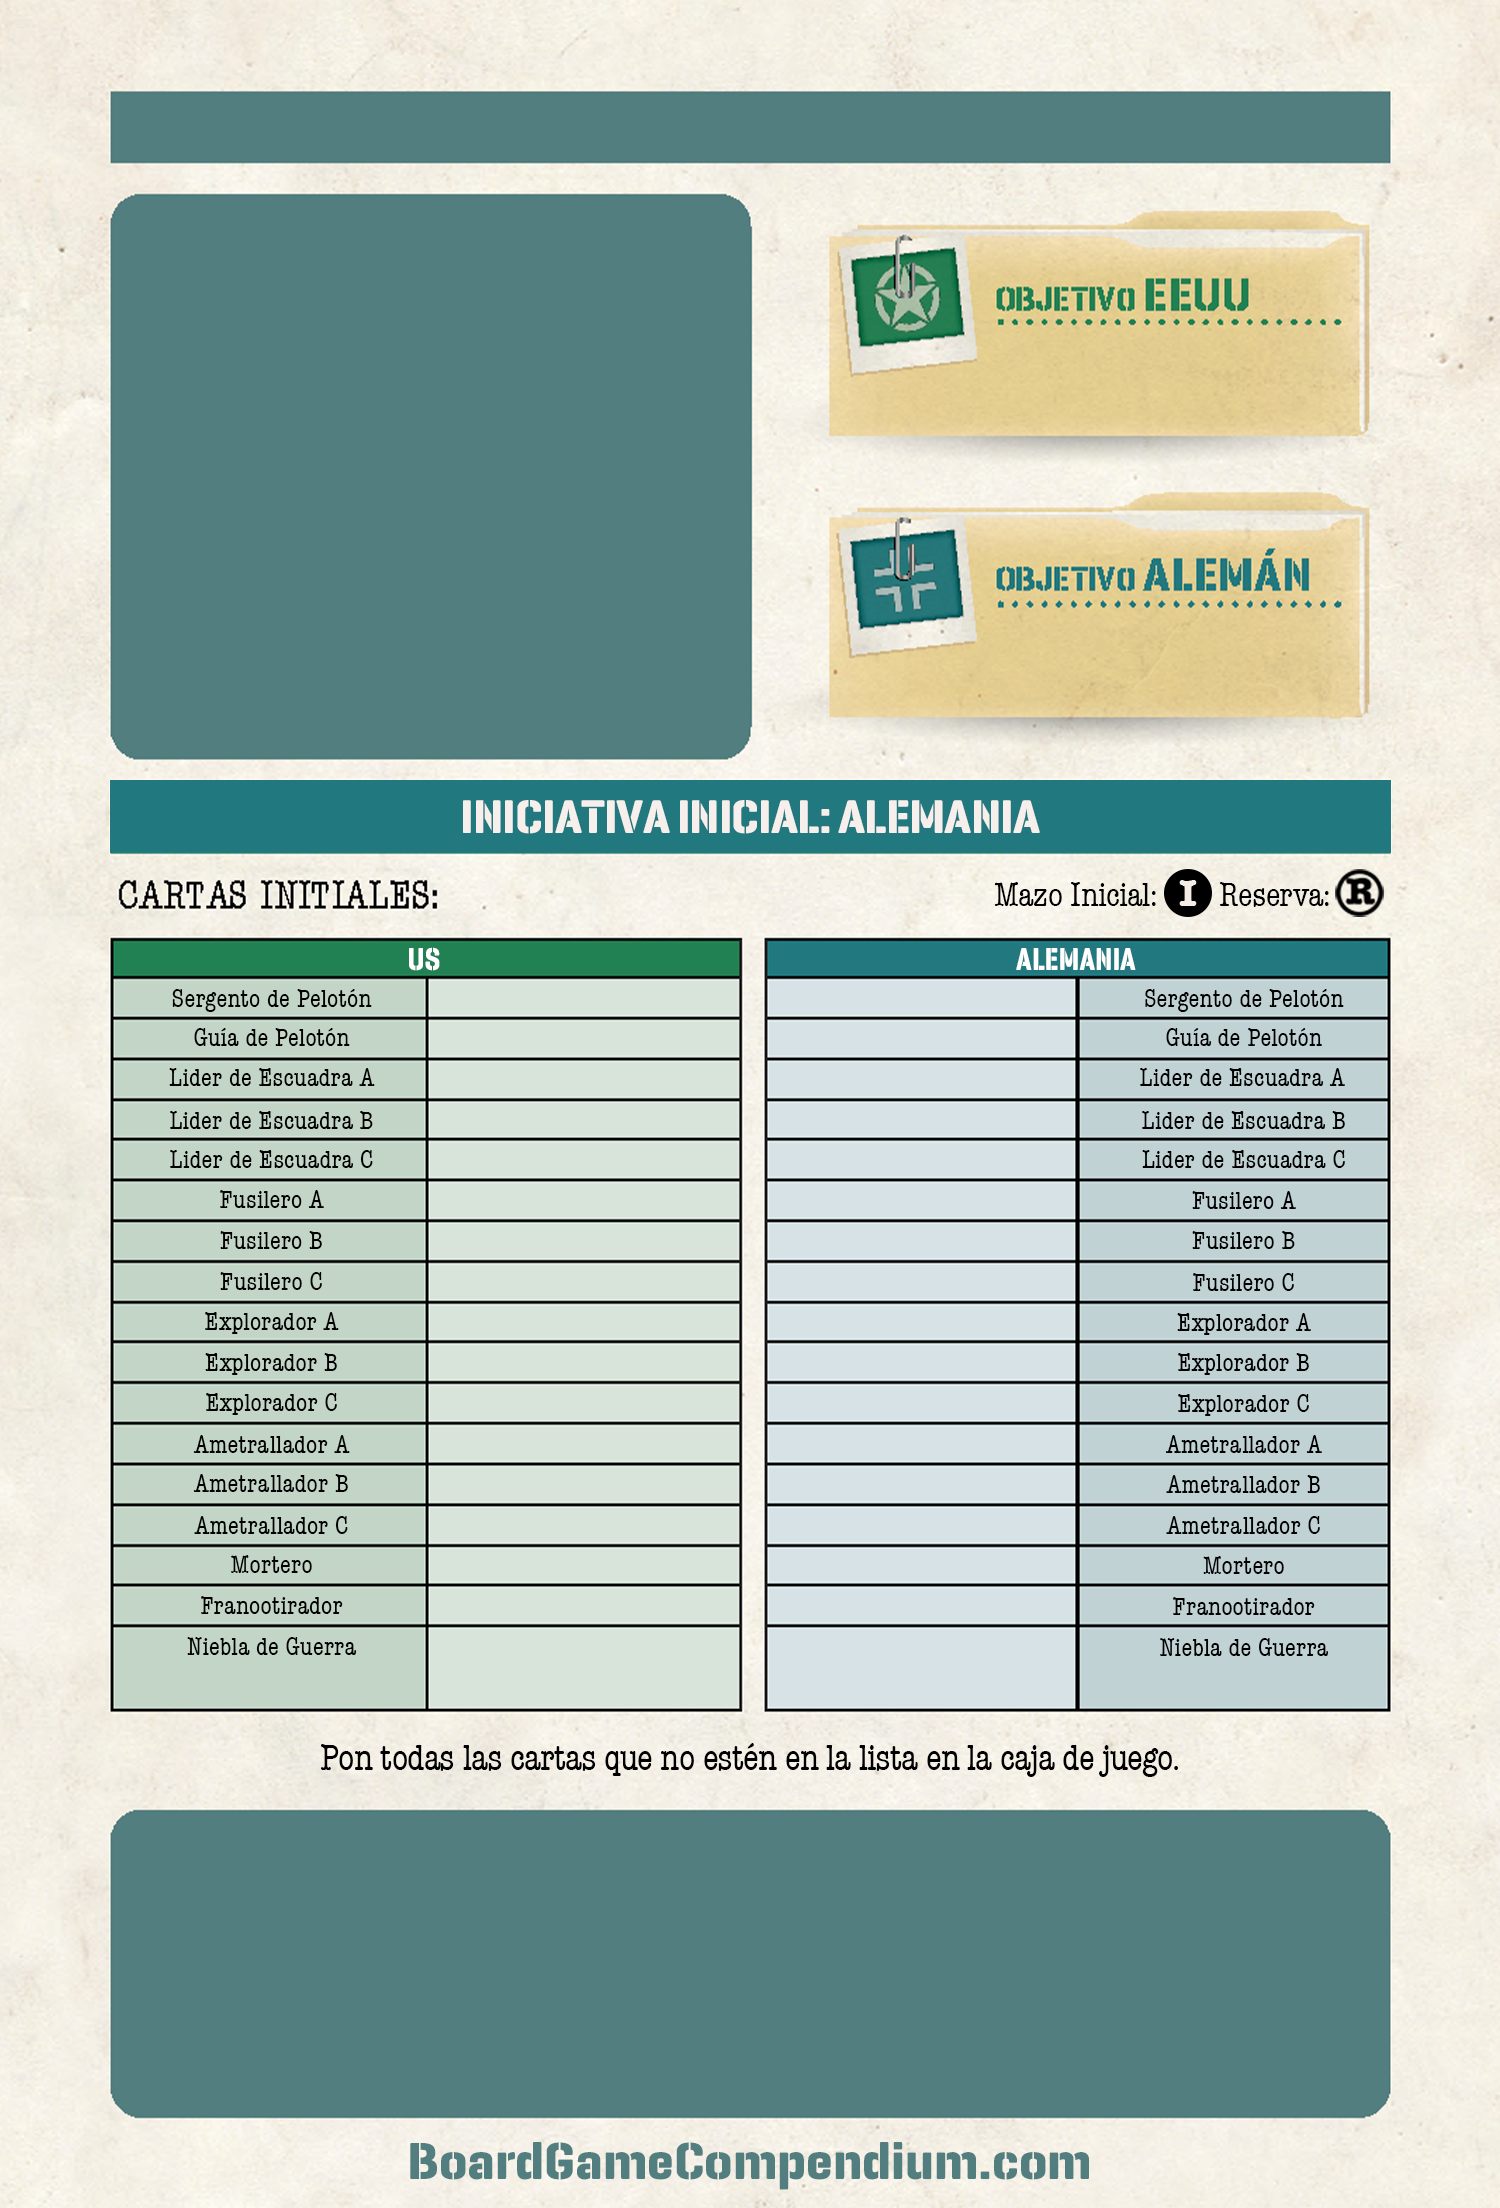 OBJETIVO EEUU
OBJETIVO ALEMÁN
INICIATIVA INICIAL: ALEMANIA
CARTAS INITIALES:
Mazo Inicial: I Reserva: R
US
Sergento de Pelotón
Guía de Pelotón
Lider de Escuadra A
Lider de Escuadra B
Lider de Escuadra C
Fusilero A
Fusilero B
Fusilero C
Explorador A
Explorador B
Explorador C
Ametrallador A
Ametrallador B
Ametrallador C
Mortero
Franootirador
Niebla de Guerra
ALEMANIA
Sergento de Pelotón
Guía de Pelotón
Lider de Escuadra A
Lider de Escuadra B
Lider de Escuadra C
Fusilero A
Fusilero B
Fusilero C
Explorador A
Explorador B
Explorador C
Ametrallador A
Ametrallador B
Ametrallador C
Mortero
Franootirador
Niebla de Guerra
Pon todas las cartas que no estén en la lista en la caja de juego.
BoardGameCompendium.com